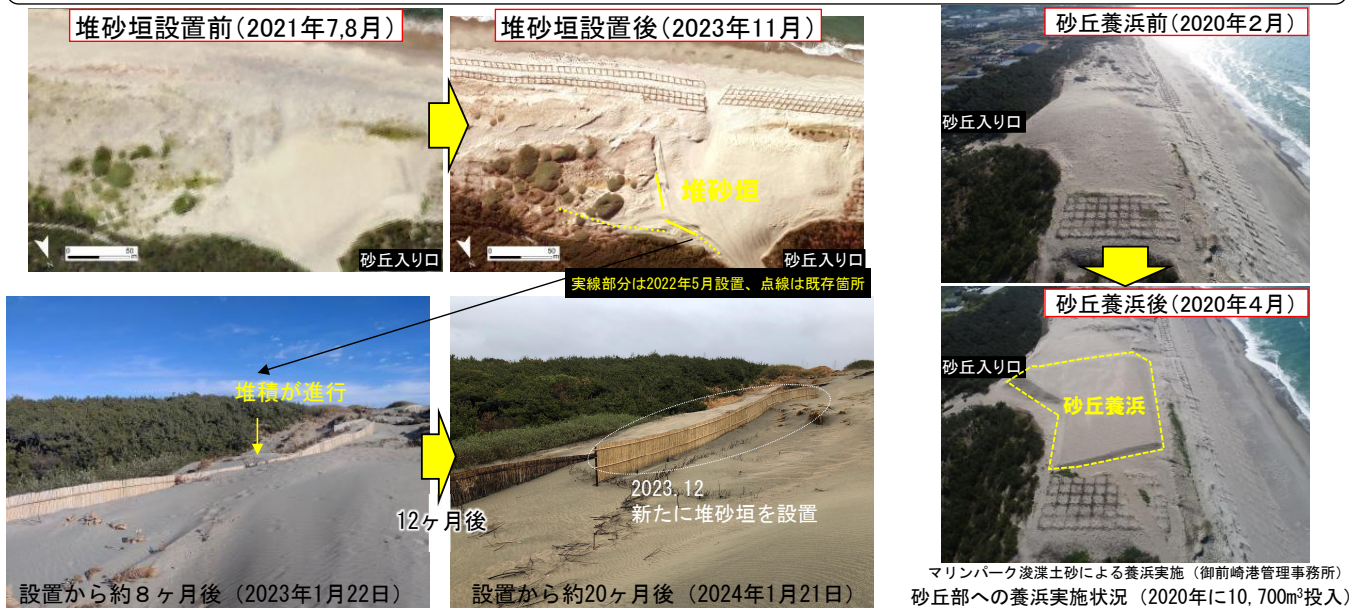 堆砂垣設置前(2021年7,8月)
0 50
m
砂丘入り口
堆砂垣設置後(2023年11月)
堆砂垣
0 50
m
砂丘入り口
実線部分は2022年5月設置、点線は既存箇所
堆積が進行
設置から約8ヶ月後（2023年1月22日）
12ヶ月後
2023.12
新たに堆砂垣を設置
設置から約20ヶ月後（2024年1月21日）
砂丘養浜前(2020年2月)
砂丘入り口
砂丘養浜後(2020年4月)
砂丘入り口
砂丘養浜
マリンパーク浚渫土砂による養浜実施（御前崎港管理事務所）
砂丘部への養浜実施状況（2020年に10,700m³投入）